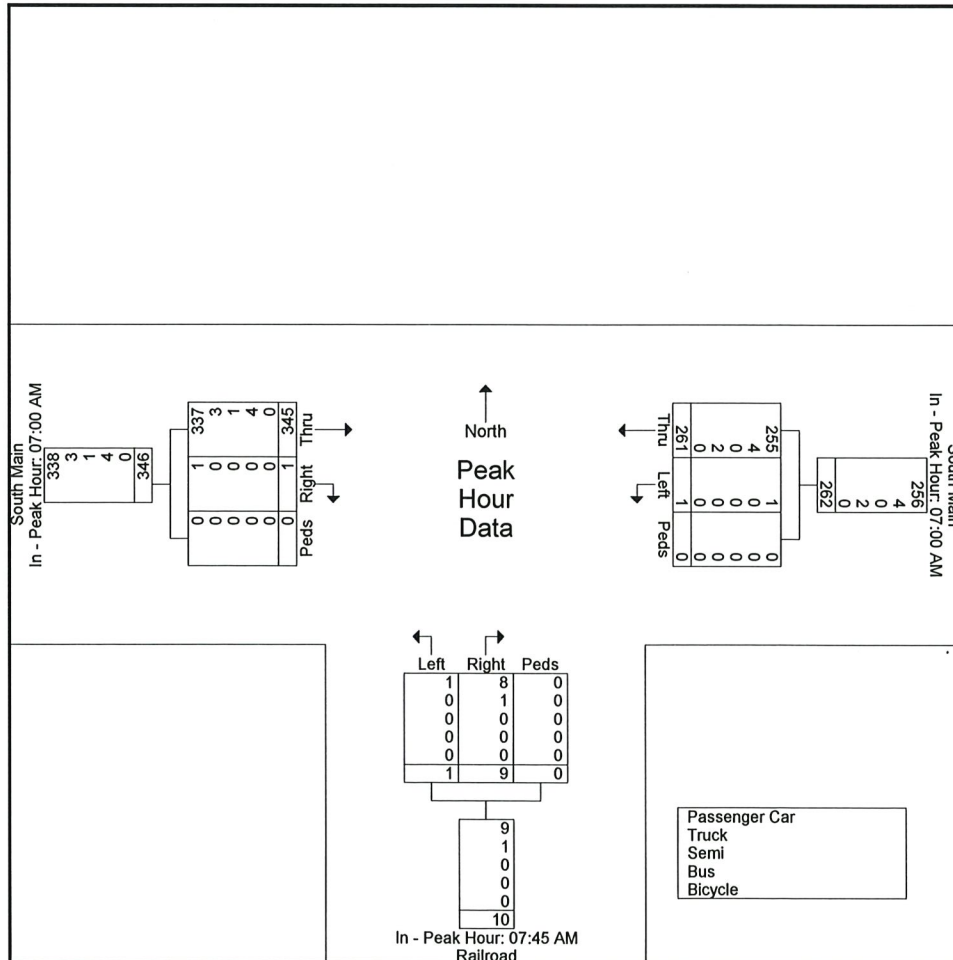 Thru Right Peds
345 1 0
0 0 0
4 0 0
1 0 0
3 0 0
337 1 0
346
0
4
1
3
338
In - Peak Hour: 07:00 AM
South Main
North
Peak
Hour
Data
South Main
In - Peak Hour: 07:00 AM
256
4
0
2
0
262
255 1 0
4 0 0
0 0 0
2 0 0
0 0 0
261 1 0
Thru Left Peds
Left Right Peds
1 8 0
0 1 0
0 0 0
0 0 0
0 0 0
1 9 0
9
1
0
0
0
10
In - Peak Hour: 07:45 AM
Railroad
Passenger Car
Truck
Semi
Bus
Bicycle